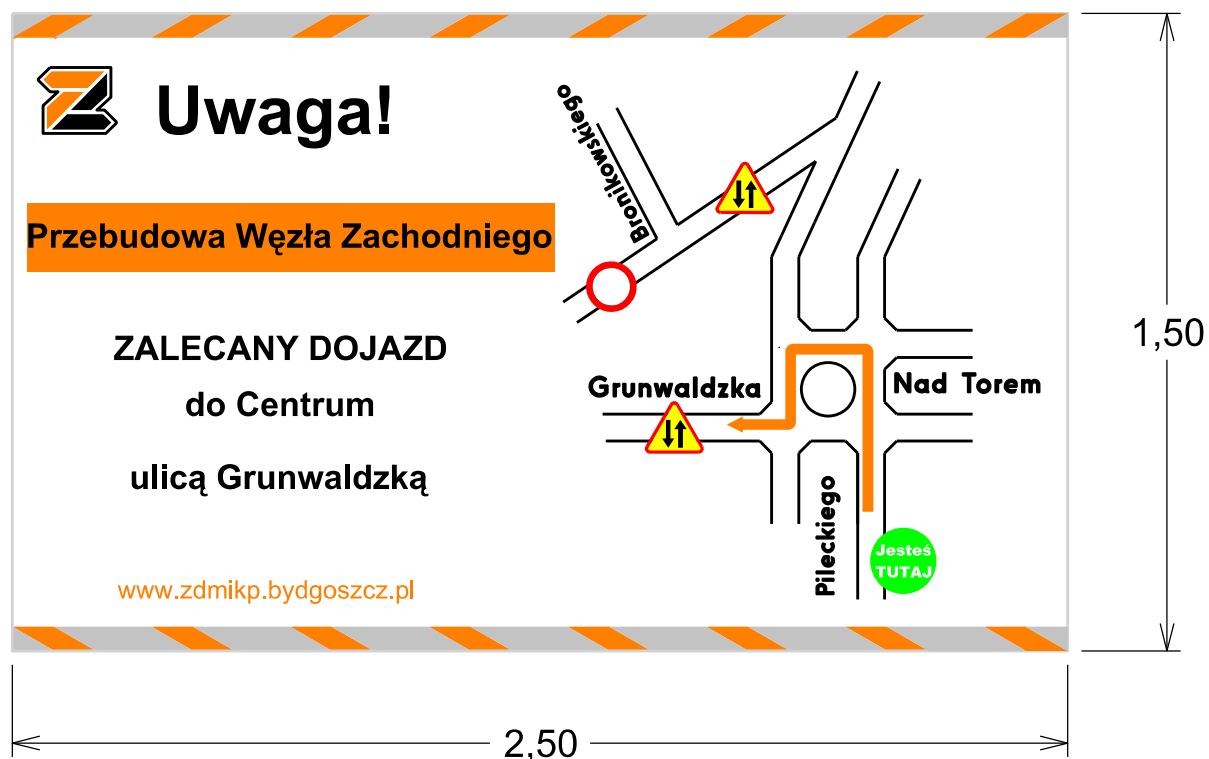 Uwaga!
Przebudowa Węzła Zachodniego
ZALECANY DOJAZD
do Centrum
ulicą Grunwaldzką
www.zdmikp.bydgoszcz.pl
Bronikowskiego
Grunwaldzka
Nad Torem
Pileckiego
Jesteś
TUTAJ
1,50
2,50